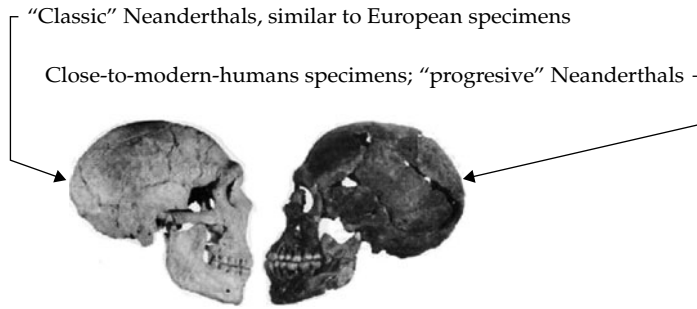 “Classic” Neanderthals, similar to European specimens
Close-to-modern-humans specimens; “progresive” Neanderthals